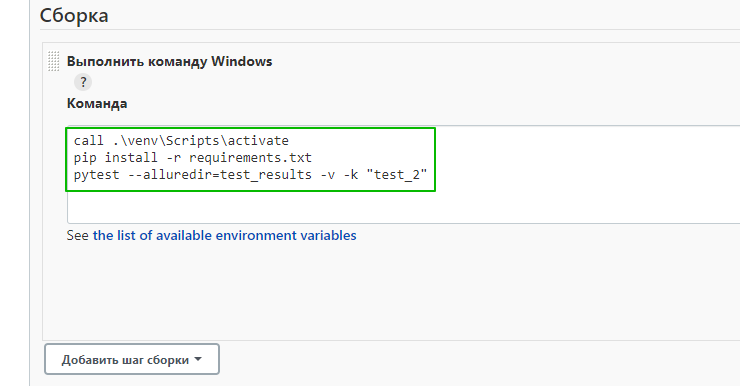 Сборка
Выполнить команду Windows
?
Команда
call .\venv\Scripts\activate
pip install -r requirements.txt
pytest --alluredir=test_results -v -k "test_2"
See the list of available environment variables
Добавить шаг сборки